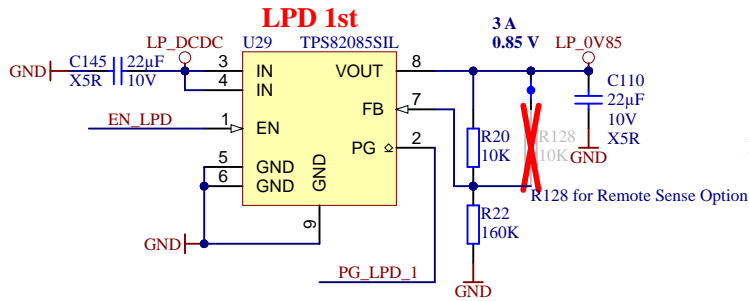 LPD 1st
3 A
0.85 V
LP_DCDC
U29
TPS82085SIL
LP_0V85
C145
22µF
GND
X5R
10V
3
IN
4
IN
VOUT
8
C110
22µF
10V
X5R
GND
FB
7
EN_LPD
1
EN
PG
2
R20
10K
R128
10K
5
GND
6
GND
GND
9
R128 for Remote Sense Option
R22
160K
GND
PG_LPD_1
GND